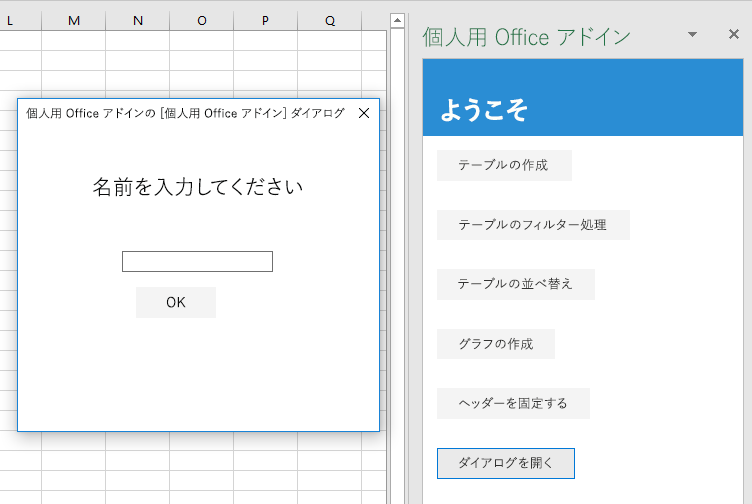 L M N O P Q
個人用 Office アドインの [個人用 Office アドイン] ダイアログ
名前を入力してください
OK
個人用 Office アドイン
ようこそ
テーブルの作成
テーブルのフィルター処理
テーブルの並べ替え
グラフの作成
ヘッダーを固定する
ダイアログを開く